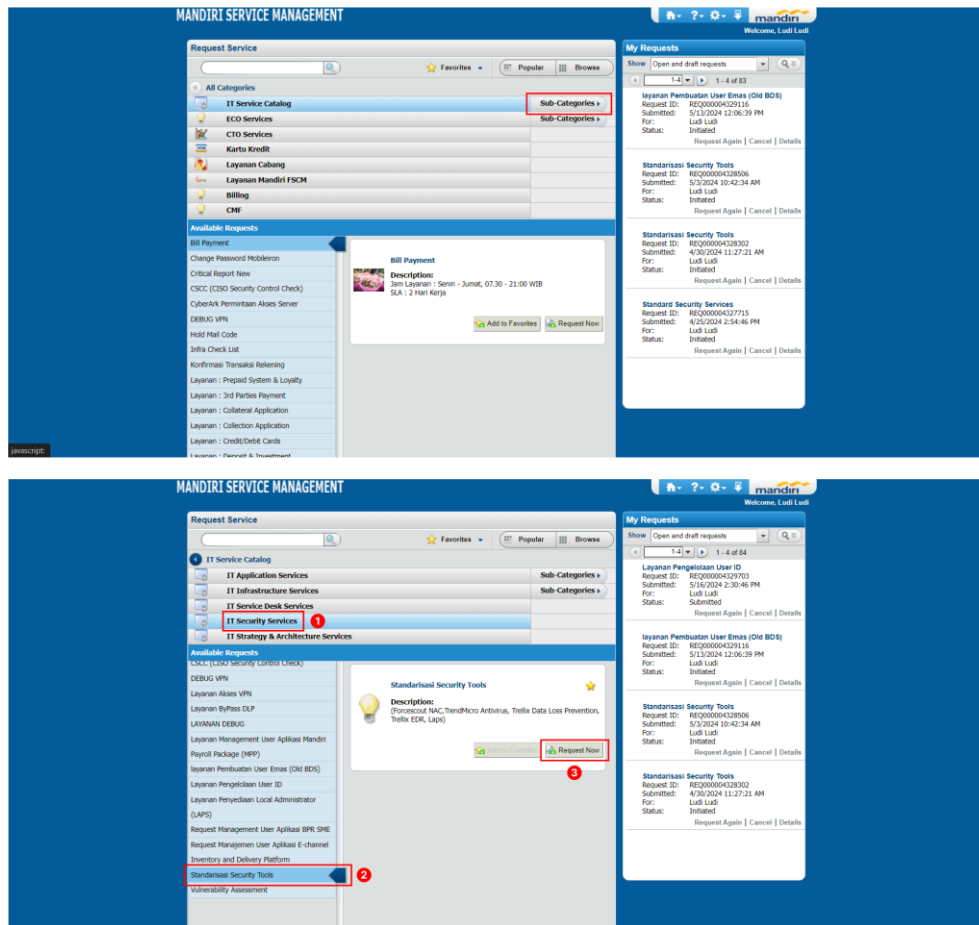 MANDIRI SERVICE MANAGEMENT
mandiri
Welcome, Ludi Ludi
Request Service
Favorites
Popular
Browse
All Categories
IT Service Catalog
Sub-Categories
ECO Services
Sub-Categories
CTO Services
Kartu Kredit
Layanan Cabang
Layanan Mandiri FSCM
Billing
CMF
Available Requests
Bill Payment
Change Password Mobileiron
Critical Report New
CSCC (CISO Security Control Check)
CyberArk Permintaan Akses Server
DEBUG VPN
Hold Mail Code
Infra Check List
Konfirmasi Transaksi Rekening
Layanan : Prepaid System & Loyalty
Layanan : 3rd Parties Payment
Layanan : Collateral Application
Layanan : Collection Application
Layanan : Credit/Debit Cards
Layanan : Deposit & Investment
Bill Payment
Description:
Jam Layanan : Senin - Jumat, 07.30 - 21:00 WIB
SLA : 2 Hari Kerja
Add to Favorites
Request Now
My Requests
Show Open and draft requests
1-4 1 - 4 of 83
layanan Pembuatan User Emas (Old BDS)
Request ID: REQ000004329116
Submitted: 5/13/2024 12:06:39 PM
For: Ludi Ludi
Status: Initiated
Request Again | Cancel | Details
Standarisasi Security Tools
Request ID: REQ000004328506
Submitted: 5/3/2024 10:42:34 AM
For: Ludi Ludi
Status: Initiated
Request Again | Cancel | Details
Standarisasi Security Tools
Request ID: REQ000004328302
Submitted: 4/30/2024 11:27:21 AM
For: Ludi Ludi
Status: Initiated
Request Again | Cancel | Details
Standard Security Services
Request ID: REQ000004327715
Submitted: 4/25/2024 2:54:46 PM
For: Ludi Ludi
Status: Initiated
Request Again | Cancel | Details
javascript:
MANDIRI SERVICE MANAGEMENT
mandiri
Welcome, Ludi Ludi
Request Service
Favorites
Popular
Browse
IT Service Catalog
IT Application Services
Sub-Categories
IT Infrastructure Services
Sub-Categories
IT Service Desk Services
IT Security Services
1
IT Strategy & Architecture Services
Available Requests
CSCC (CISO Security Control Check)
DEBUG VPN
Layanan Akses VPN
Layanan ByPass DLP
LAYANAN DEBUG
Layanan Management User Aplikasi Mandiri
Payroll Package (MPP)
layanan Pembuatan User Emas (Old BDS)
Layanan Pengelolaan User ID
Layanan Penyediaan Local Administrator
(LAPS)
Request Management User Aplikasi BPR SME
Request Manajemen User Aplikasi E-channel
Inventory and Delivery Platform
Standarisasi Security Tools
2
Vulnerability Assessment
Standarisasi Security Tools
Description:
(Forcescout NAC,TrendMicro Antivirus, Trellix Data Loss Prevention,
Trellix EDR, Laps)
Add to Favorites
Request Now
3
My Requests
Show Open and draft requests
1-4 1 - 4 of 84
Layanan Pengelolaan User ID
Request ID: REQ000004329703
Submitted: 5/16/2024 2:30:46 PM
For: Ludi Ludi
Status: Submitted
Request Again | Cancel | Details
layanan Pembuatan User Emas (Old BDS)
Request ID: REQ000004329116
Submitted: 5/13/2024 12:06:39 PM
For: Ludi Ludi
Status: Initiated
Request Again | Cancel | Details
Standarisasi Security Tools
Request ID: REQ000004328506
Submitted: 5/3/2024 10:42:34 AM
For: Ludi Ludi
Status: Initiated
Request Again | Cancel | Details
Standarisasi Security Tools
Request ID: REQ000004328302
Submitted: 4/30/2024 11:27:21 AM
For: Ludi Ludi
Status: Initiated
Request Again | Cancel | Details